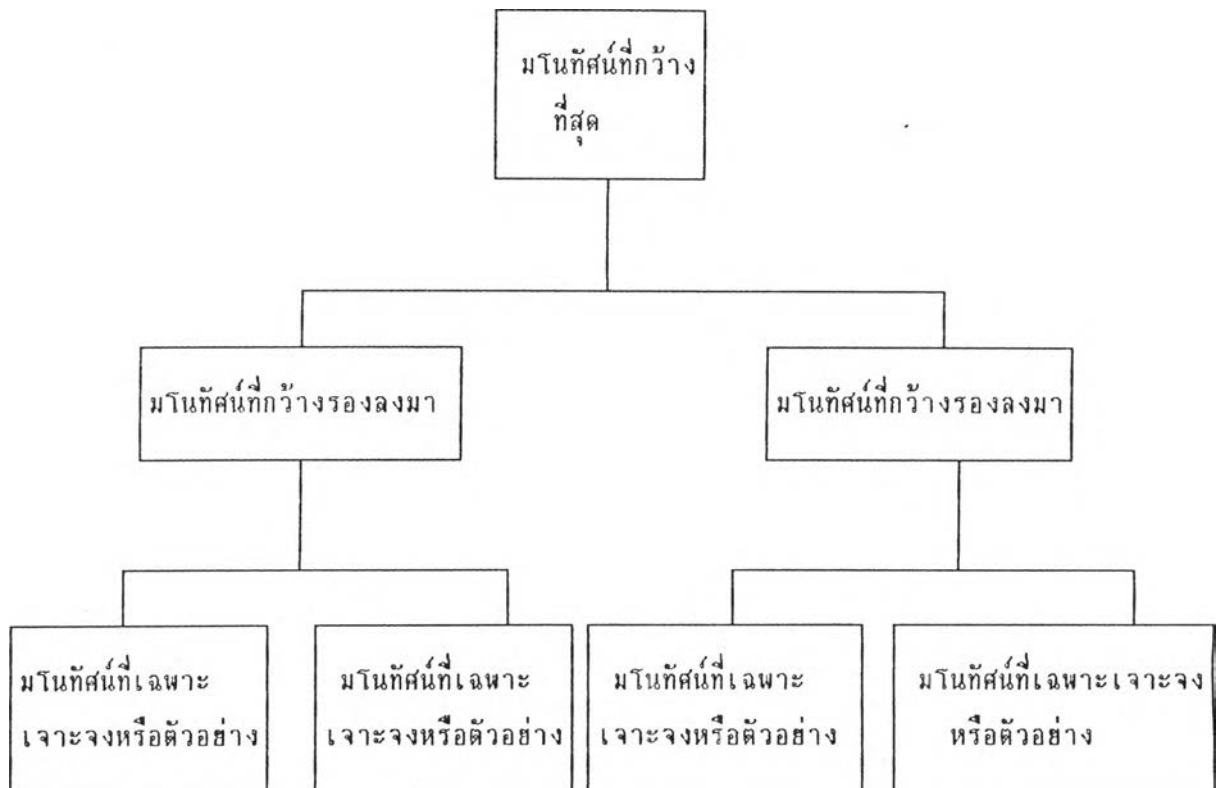 มโนทัศน์ที่กว้าง
ที่สุด
มโนทัศน์ที่กว้างรองลงมา
มโนทัศน์ที่กว้างรองลงมา
มโนทัศน์ที่เฉพาะ
เจาะจงหรือตัวอย่าง
มโนทัศน์ที่เฉพาะ
เจาะจงหรือตัวอย่าง
มโนทัศน์ที่เฉพาะ
เจาะจงหรือตัวอย่าง
มโนทัศน์ที่เฉพาะเจาะจง
หรือตัวอย่าง